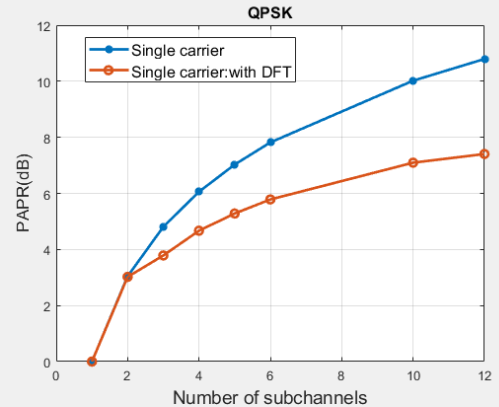 QPSK
Single carrier
Single carrier:with DFT
PAPR(dB)
12
10
8
6
4
2
0
0 2 4 6 8 10 12
Number of subchannels